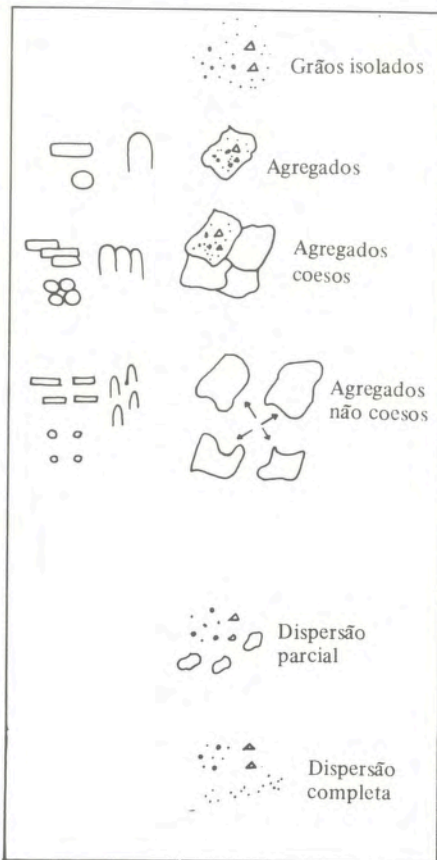 Grãos isolados
Agregados
Agregados
coesos
Agregados
não coesos
Dispersão
parcial
Dispersão
completa